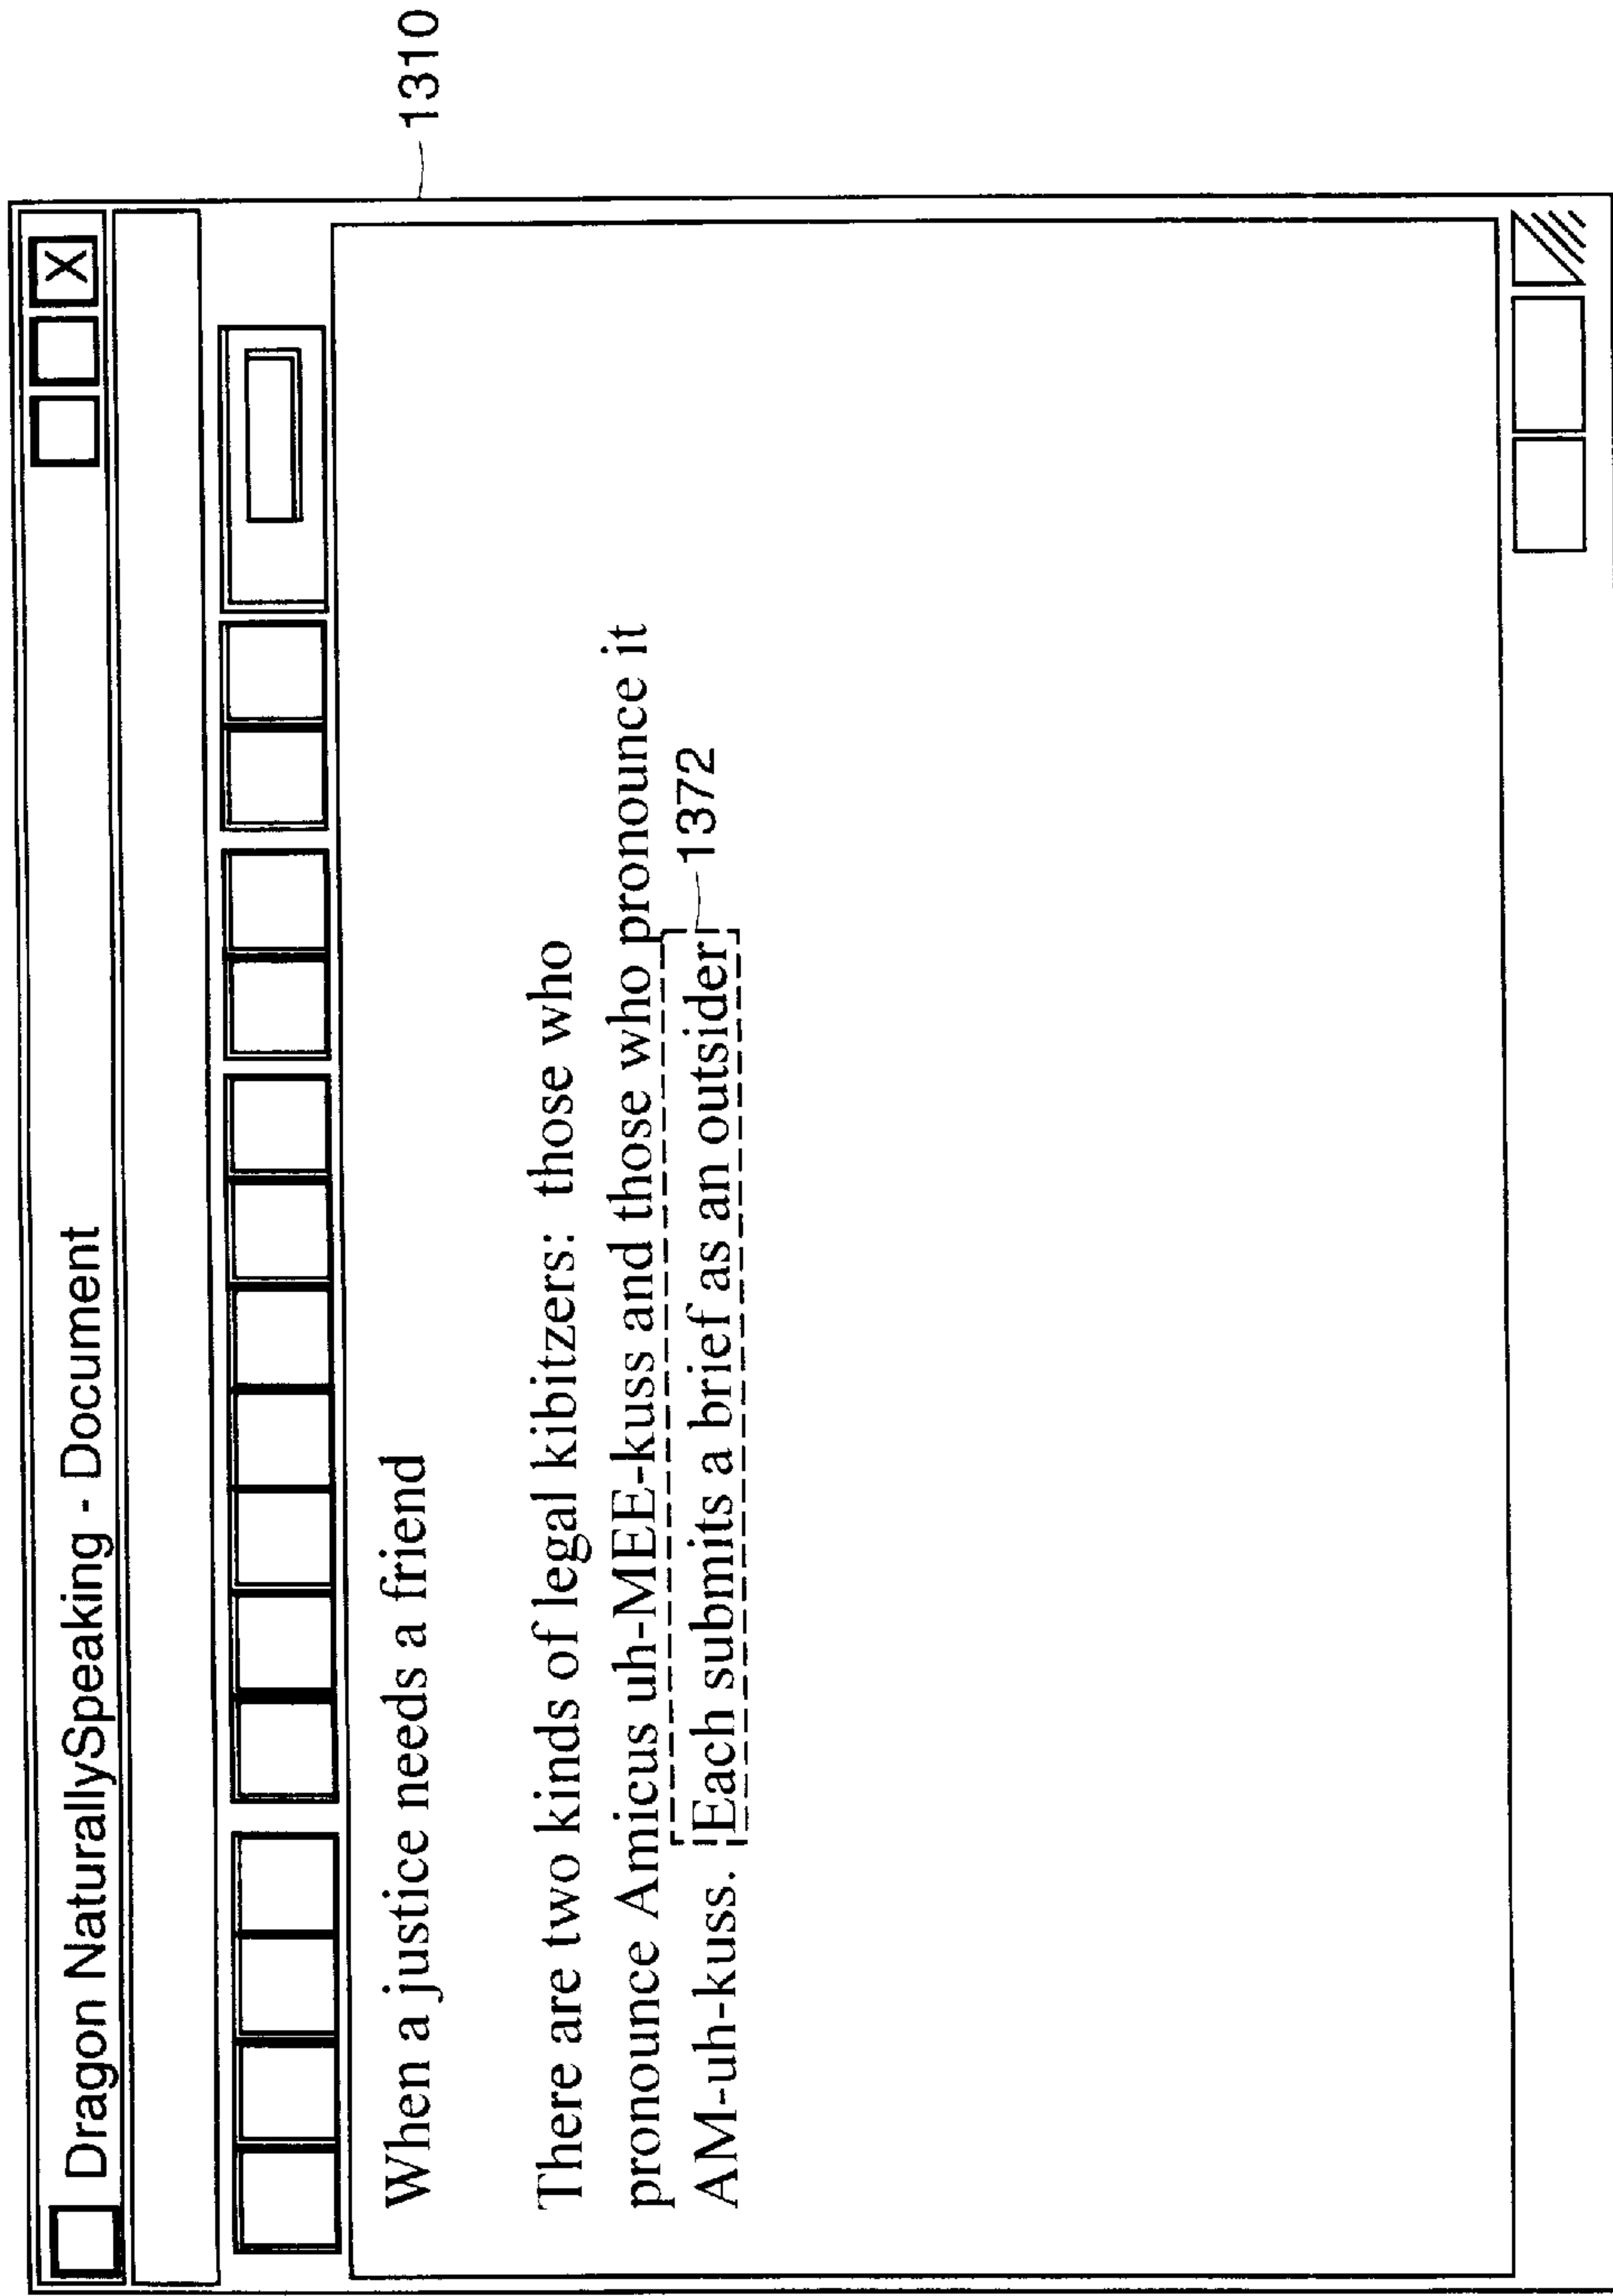 Dragon NaturallySpeaking - Document
X
1310
When a justice needs a friend
There are two kinds of legal kibitzers: those who
pronounce Amicus uh-MEE-kuss and those who pronounce it
AM-uh-kuss. Each submits a brief as an outsider
1372